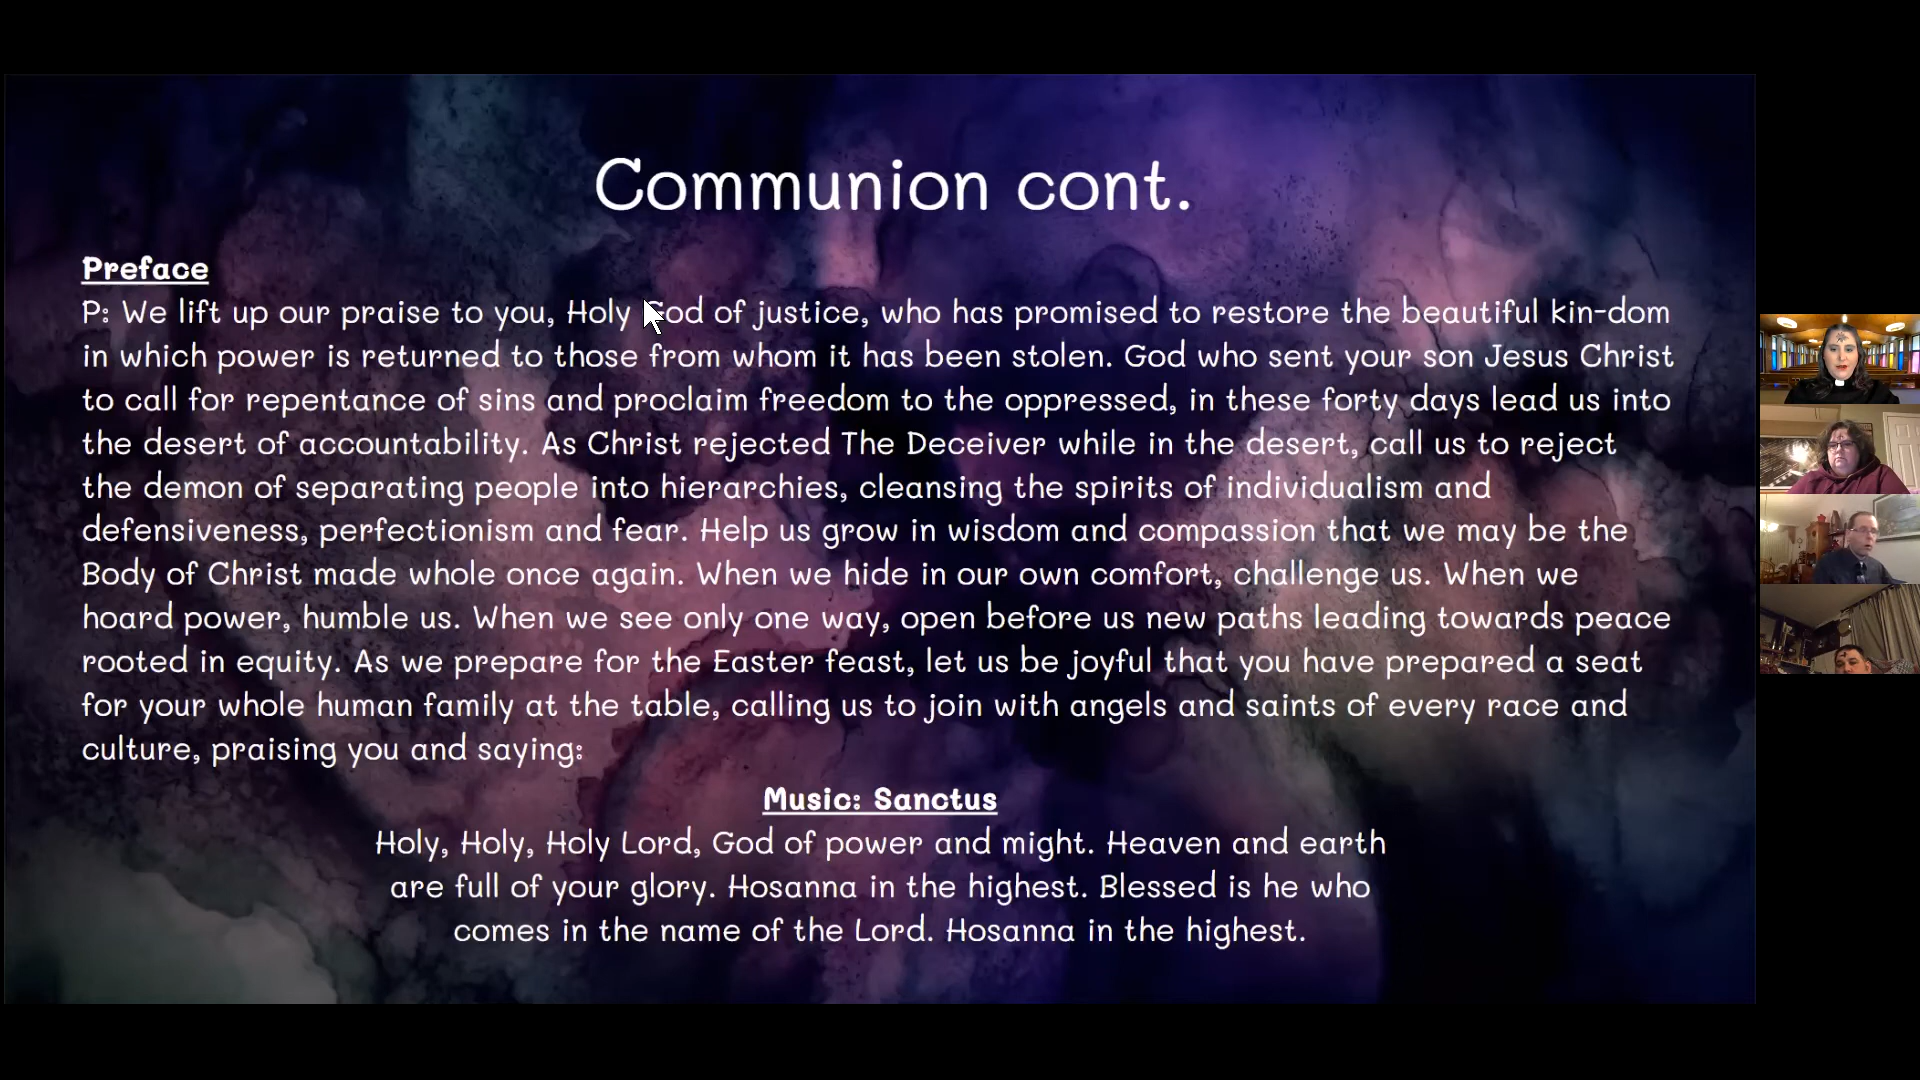 Communion cont.
Preface
P: We lift up our praise to you, Holy God of justice, who has promised to restore the beautiful kin-dom
in which power is returned to those from whom it has been stolen. God who sent your son Jesus Christ
to call for repentance of sins and proclaim freedom to the oppressed, in these forty days lead us into
the desert of accountability. As Christ rejected The Deceiver while in the desert, call us to reject
the demon of separating people into hierarchies, cleansing the spirits of individualism and
defensiveness, perfectionism and fear. Help us grow in wisdom and compassion that we may be the
Body of Christ made whole once again. When we hide in our own comfort, challenge us. When we
hoard power, humble us. When we see only one way, open before us new paths leading towards peace
rooted in equity. As we prepare for the Easter feast, let us be joyful that you have prepared a seat
for your whole human family at the table, calling us to join with angels and saints of every race and
culture, praising you and saying:
Music: Sanctus
Holy, Holy, Holy Lord, God of power and might. Heaven and earth
are full of your glory. Hosanna in the highest. Blessed is he who
comes in the name of the Lord. Hosanna in the highest.